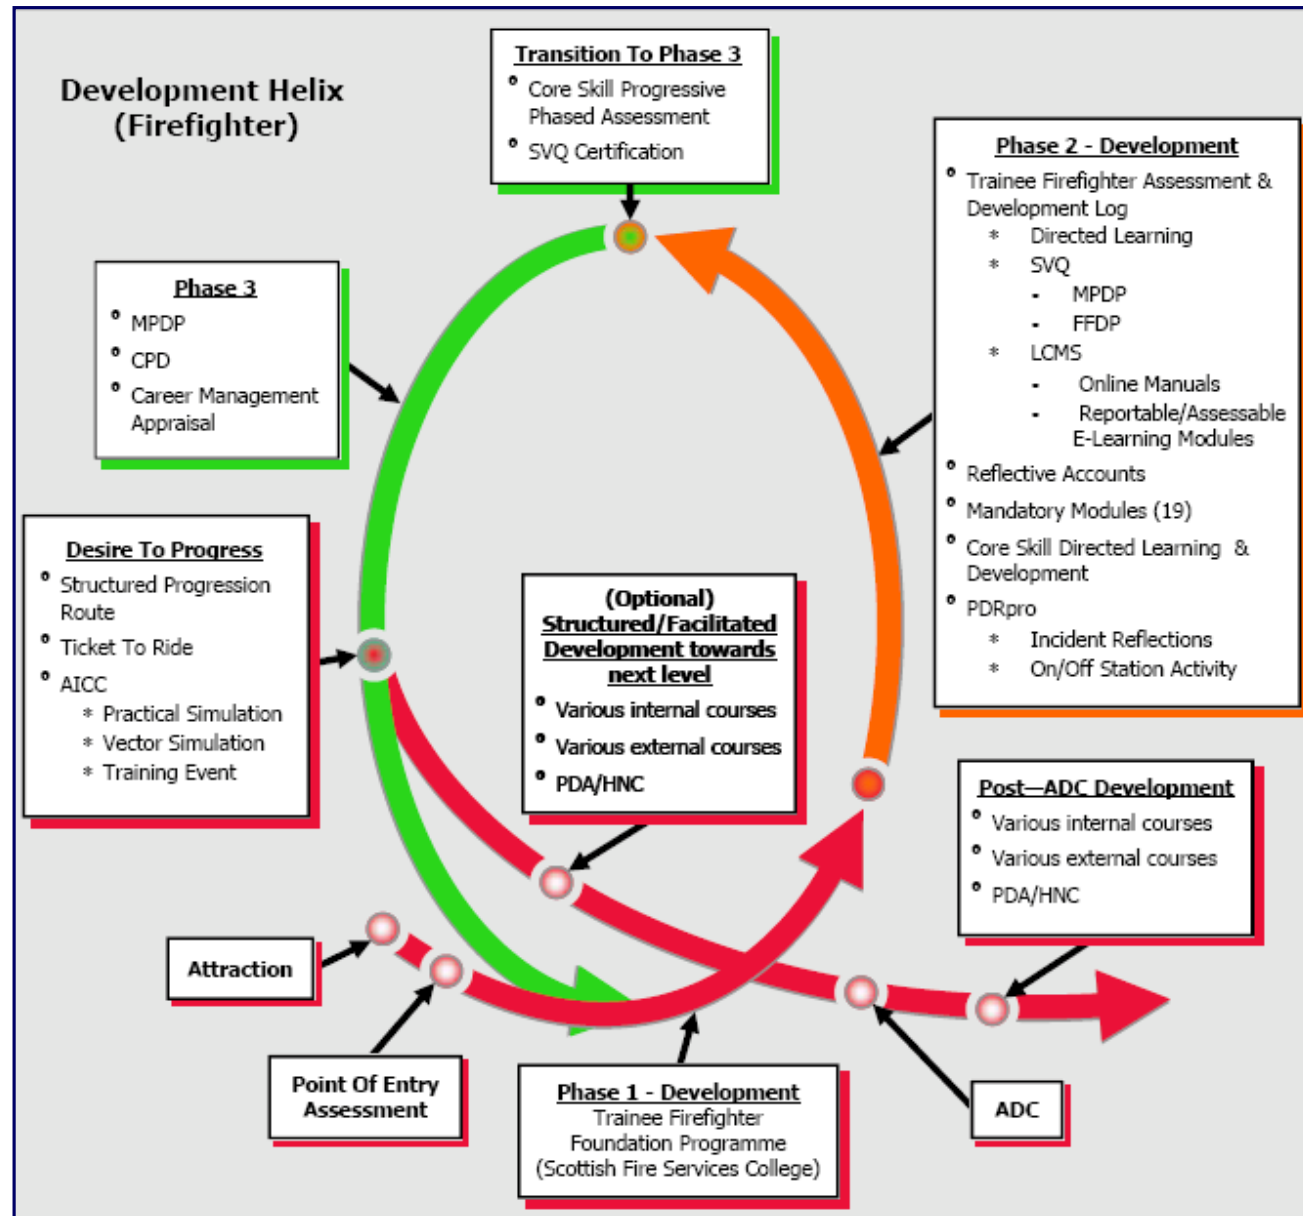 Development Helix
(Firefighter)
Transition To Phase 3
° Core Skill Progressive
Phased Assessment
° SVQ Certification
Phase 2 - Development
° Trainee Firefighter Assessment &
Development Log
* Directed Learning
* SVQ
- MPDP
- FFDP
* LCMS
- Online Manuals
- Reportable/Assessable
E-Learning Modules
° Reflective Accounts
° Mandatory Modules (19)
° Core Skill Directed Learning &
Development
° PDRpro
* Incident Reflections
* On/Off Station Activity
Phase 3
° MPDP
° CPD
° Career Management
Appraisal
Desire To Progress
° Structured Progression
Route
° Ticket To Ride
° AICC
* Practical Simulation
* Vector Simulation
* Training Event
(Optional)
Structured/Facilitated
Development towards
next level
° Various internal courses
° Various external courses
° PDA/HNC
Post—ADC Development
° Various internal courses
° Various external courses
° PDA/HNC
Attraction
Point Of Entry
Assessment
Phase 1 - Development
Trainee Firefighter
Foundation Programme
(Scottish Fire Services College)
ADC